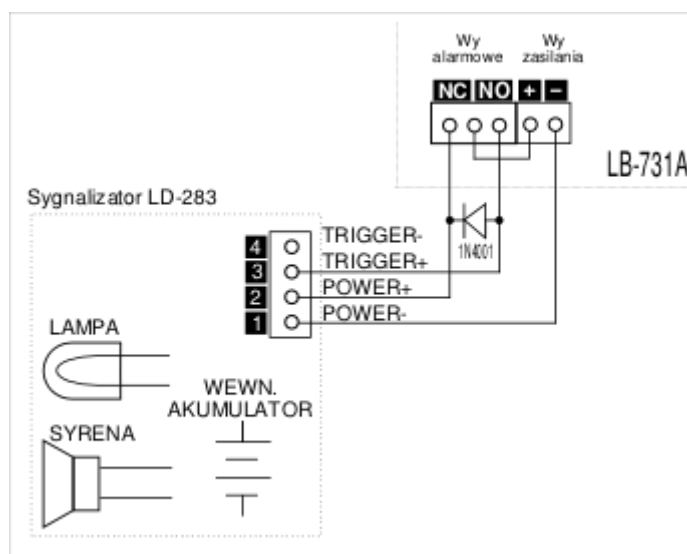 Wy
alarmowe
Wy
zasilania
NC NO + −
LB-731A
Sygnalizator LD-283
4 TRIGGER-
3 TRIGGER+
2 POWER+
1 POWER-
1N4001
LAMPA
WEWN.
AKUMULATOR
SYRENA